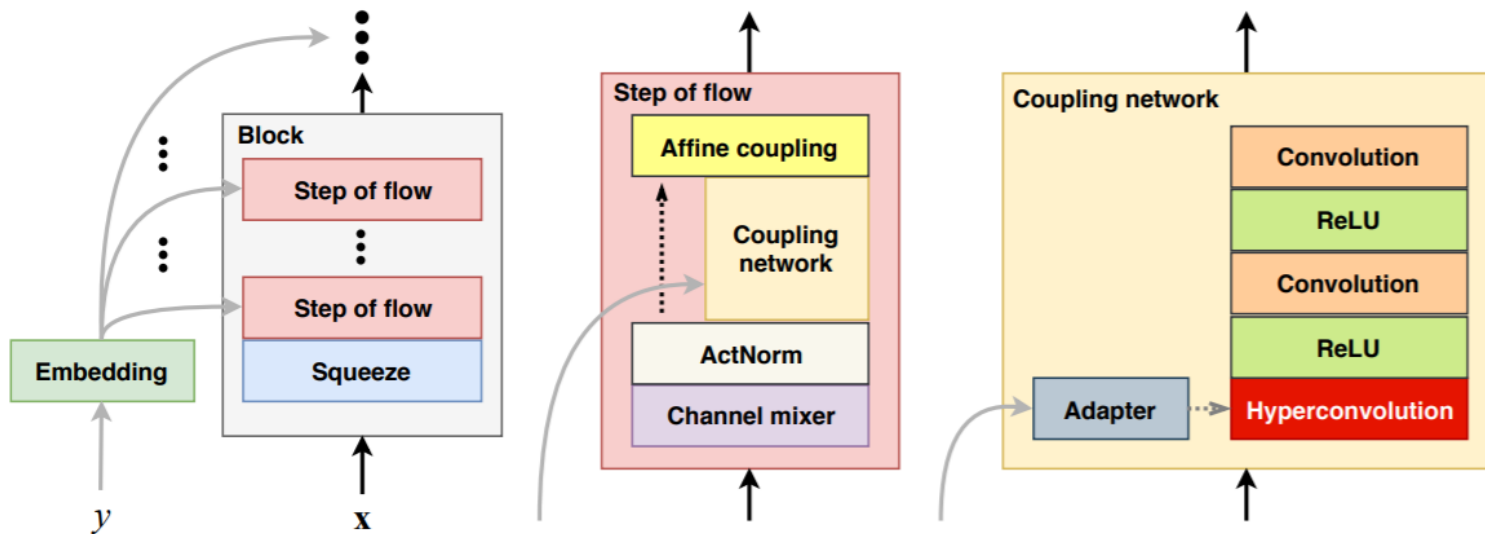 Block
Step of flow
Step of flow
Squeeze
Embedding
y
x
Step of flow
Affine coupling
Coupling
network
ActNorm
Channel mixer
Coupling network
Convolution
ReLU
Convolution
ReLU
Adapter
Hyperconvolution